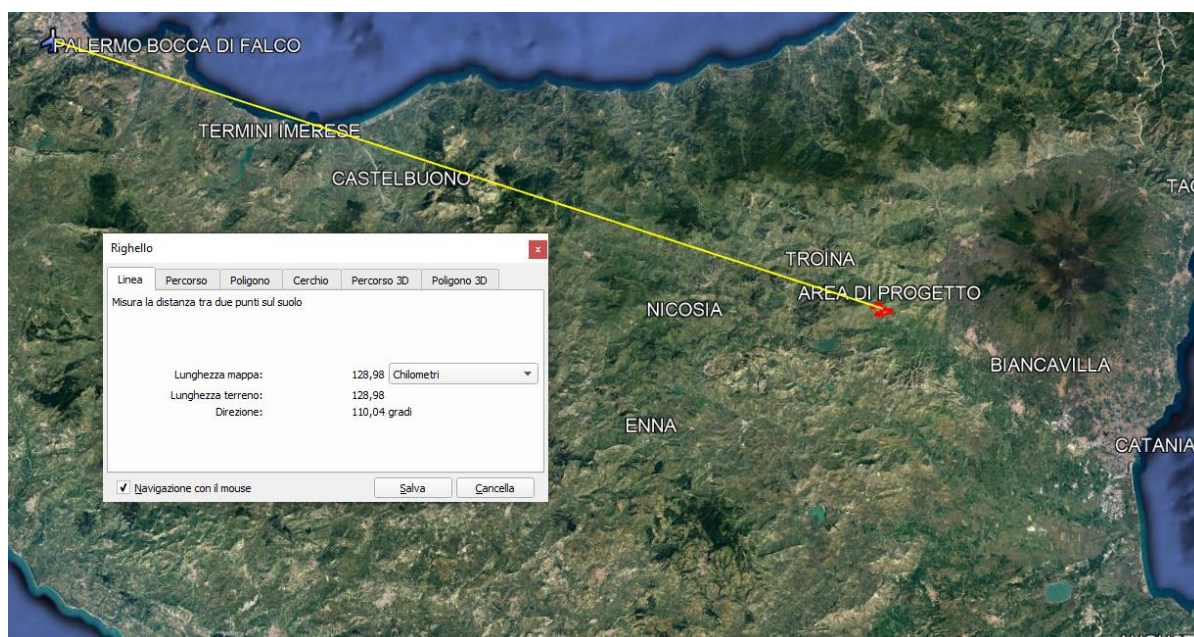 PALERMO BOCCA DI FALCO
TERMINI IMERESE
CASTELBUONO
TAO
TROINA
AREA DI PROGETTO
NICOSIA
BIANCAVILLA
ENNA
CATANIA
Righello
x
Linea Percorso Poligono Cerchio Percorso 3D Poligono 3D
Misura la distanza tra due punti sul suolo
Lunghezza mappa: 128,98 Chilometri
Lunghezza terreno: 128,98
Direzione: 110,04 gradi
Navigazione con il mouse Salva Cancella